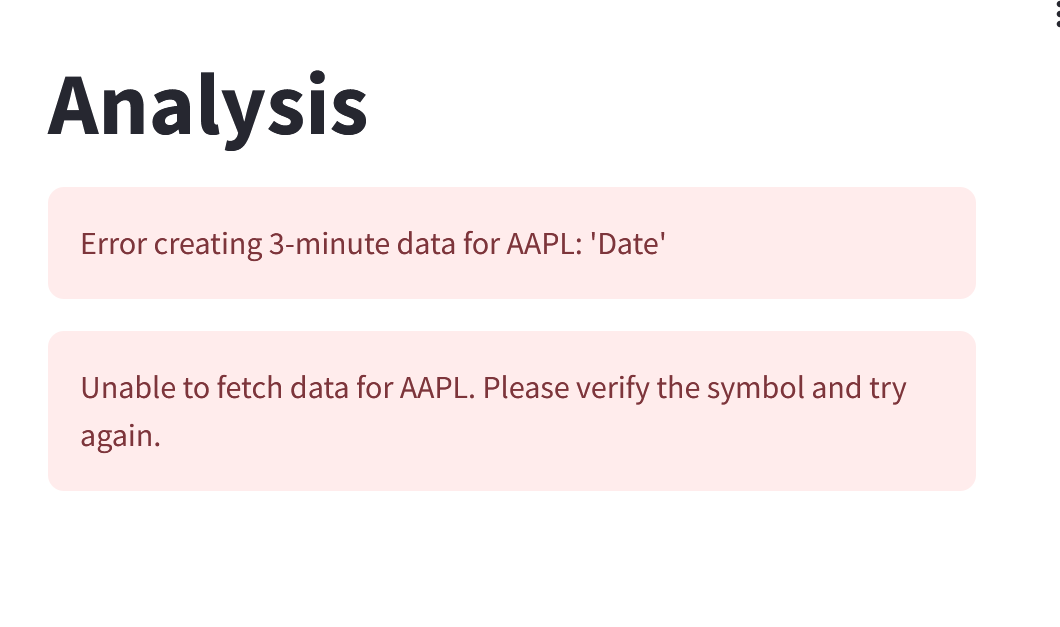 Analysis
Error creating 3-minute data for AAPL: 'Date'
Unable to fetch data for AAPL. Please verify the symbol and try
again.